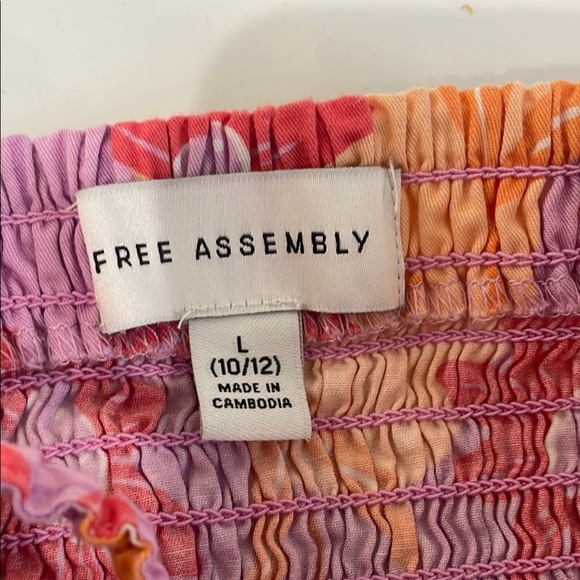 FREE ASSEMBLY
L
(10/12)
MADE IN
CAMBODIA